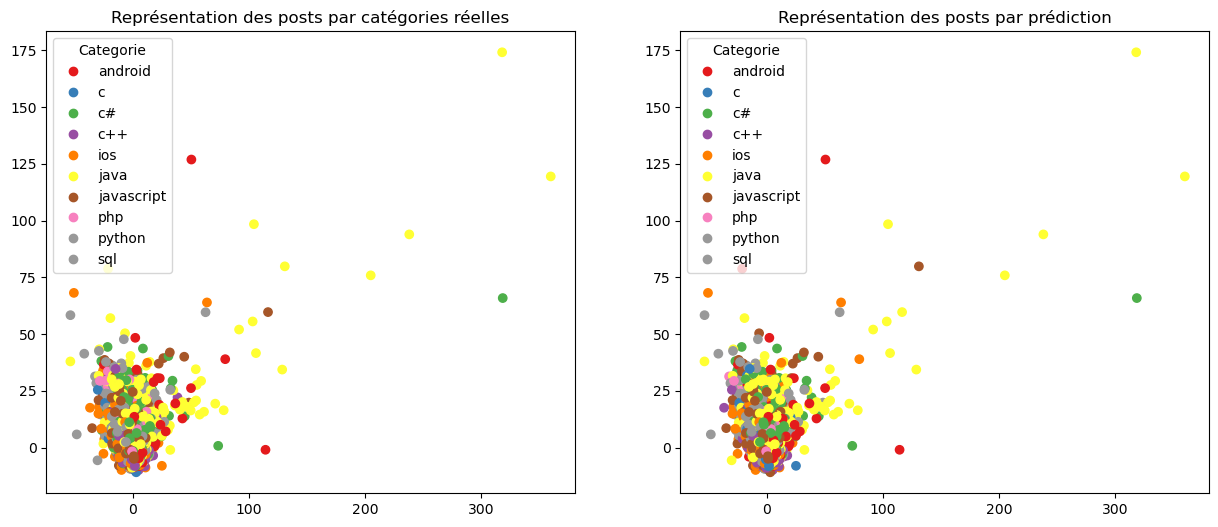 Représentation des posts par catégories réelles
175
150
125
100
75
50
25
0
0
100
200
300
Categorie
android
c
c#
c++
ios
java
javascript
php
python
sql
Représentation des posts par prédiction
175
150
125
100
75
50
25
0
0
100
200
300
Categorie
android
c
c#
c++
ios
java
javascript
php
python
sql